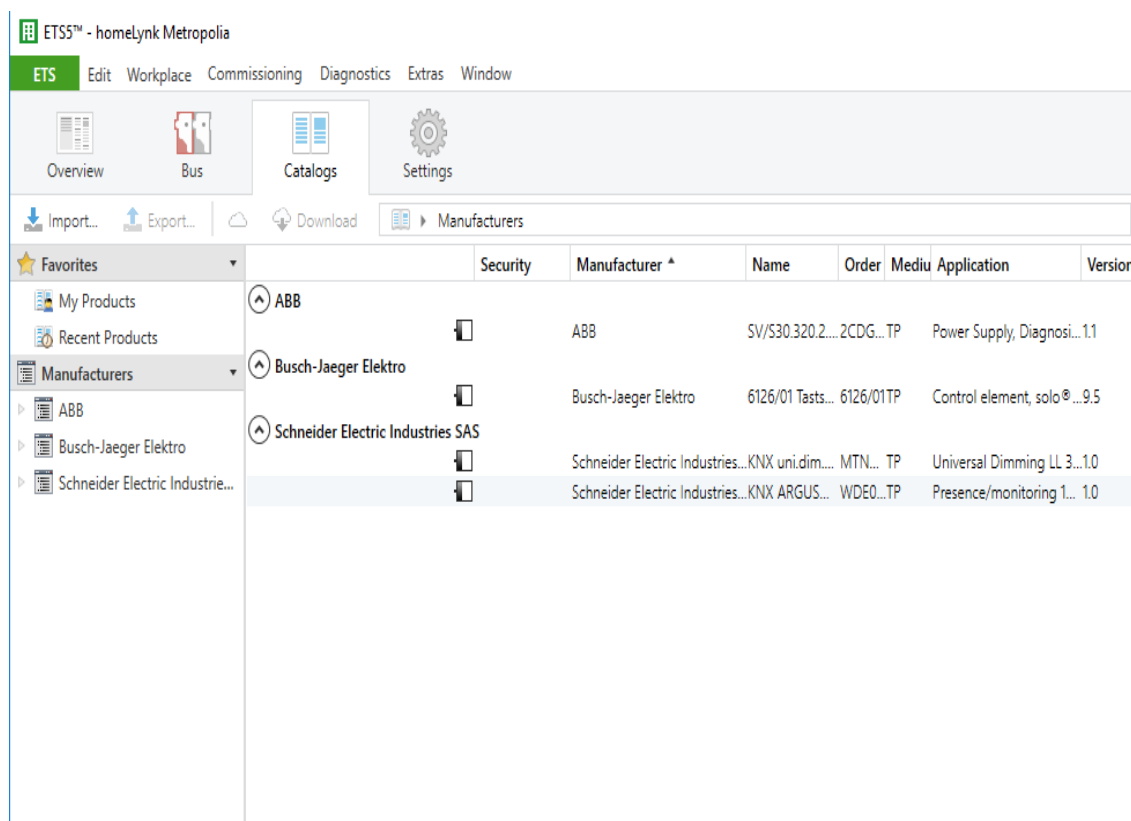 ETS5™ - homeLynk Metropolia
ETS Edit Workplace Commissioning Diagnostics Extras Window
Overview Bus Catalogs Settings
Import... Export... Download Manufacturers
Favorites
My Products
Recent Products
Manufacturers
ABB
Busch-Jaeger Elektro
Schneider Electric Industrie...
Security Manufacturer Name Order Mediu Application Version
ABB
ABB SV/S30.320.2.... 2CDG... TP Power Supply, Diagnosi... 1.1
Busch-Jaeger Elektro
Busch-Jaeger Elektro 6126/01 Tasts... 6126/01 TP Control element, solo® ... 9.5
Schneider Electric Industries SAS
Schneider Electric Industries... KNX uni.dim.... MTN... TP Universal Dimming LL 3... 1.0
Schneider Electric Industries... KNX ARGUS... WDE0... TP Presence/monitoring 1... 1.0